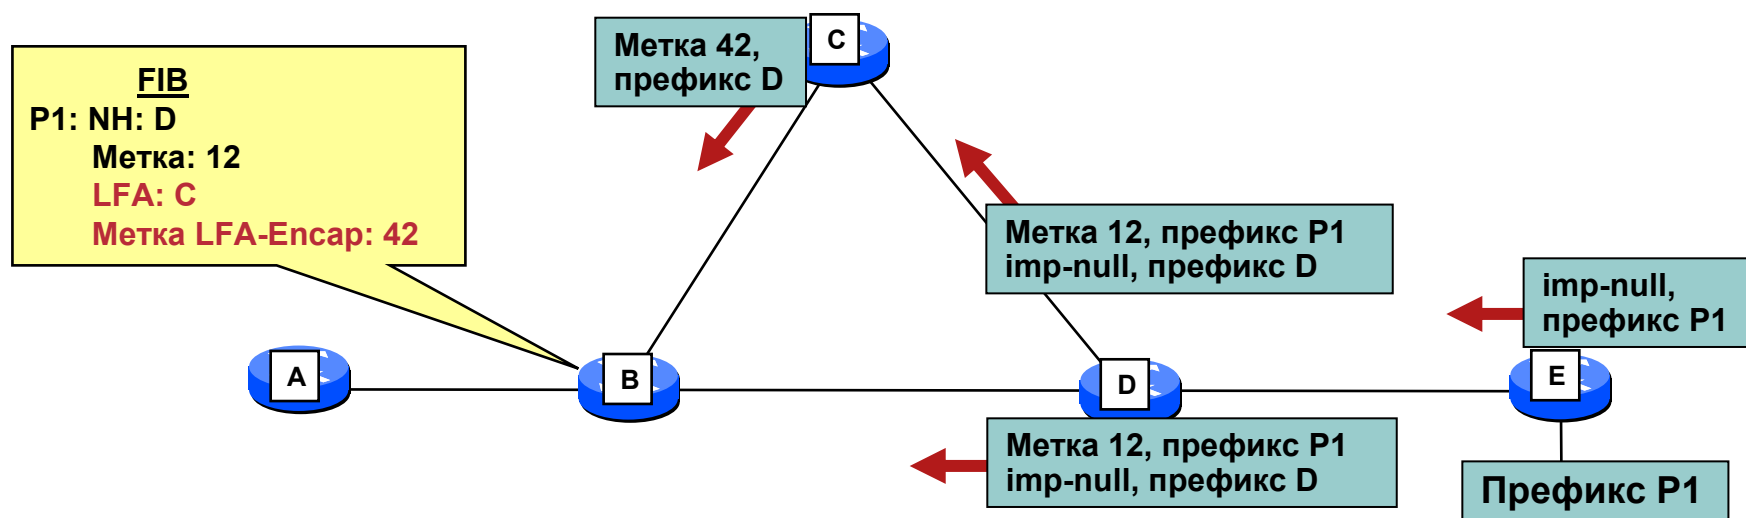 FIB
P1: NH: D
Метка: 12
LFA: C
Метка LFA-Encap: 42
Метка 42,
префикс D
C
Метка 12, префикс P1
imp-null, префикс D
imp-null,
префикс P1
A
B
D
E
Метка 12, префикс P1
imp-null, префикс D
Префикс P1